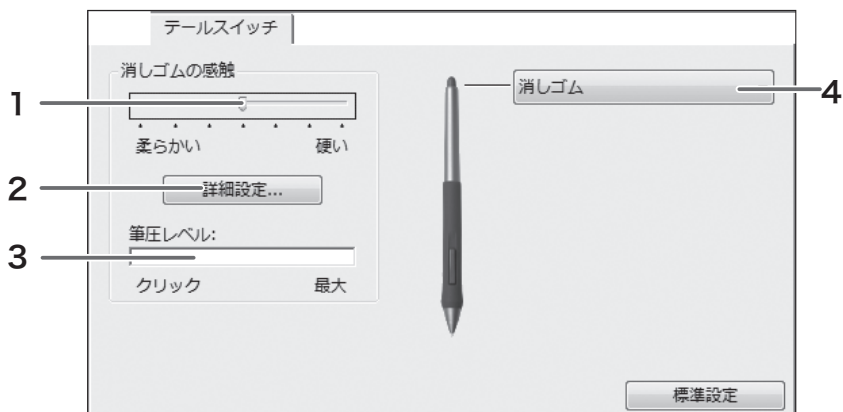 テールスイッチ
消しゴムの感触
1
柔らかい 硬い
2 詳細設定...
筆圧レベル:
3
クリック 最大
消しゴム 4
標準設定